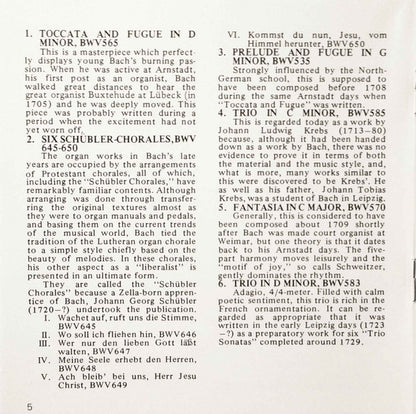 1. TOCCATA AND FUGUE IN D
MINOR, BWV565
This is a masterpiece which perfect-
ly displays young Bach's burning pas-
sion. When he was active at Arnstadt,
his first post as an organist, Bach
walked great distances to hear the
great organist Buxtehude at Lübeck (in
1705) and he was deeply moved. This
piece was probably written during a
period when the excitement had not
yet worn off.
2. SIX SCHÜBLER-CHORALES, BWV
645-650
The organ works in Bach's late
years are occupied by the arrangements
of Protestant chorales, all of which,
including the "Schübler Chorales," have
remarkably familiar contents. Although
arranging was done through transfer-
ring the original textures almost as
they were to organ manuals and pedals,
and basing them on the current trends
of the musical world, Bach tied the
tradition of the Lutheran organ chorale
to a simple style chiefly based on the
beauty of melodies. In these chorales,
his other aspect as a "liberalist" is
presented in an ultimate form.
They are called the "Schübler
Chorales" because a Zella-born appren-
tice of Bach, Johann Georg Schübler
(1720-?) undertook the publication.
I. Wachet auf, ruft uns die Stimme,
BWV645
II. Wo soll ich fliehen hin, BWV646
III. Wer nur den lieben Gott läßt
walten, BWV647
IV. Meine Seele erhebt den Herren,
BWV648
V. Ach bleib' bei uns, Herr Jesu
Christ, BWV649
5
VI. Kommst du nun, Jesu, vom
Himmel herunter, BWV650
3. PRELUDE AND FUGUE IN G
MINOR, BWV535
Strongly influenced by the North-
German school, this is supposed to
have been composed before 1708
during the same Arnstadt days when
"Toccata and Fugue" was written.
4. TRIO IN C MINOR, BWV585
This is regarded today as a work by
Johann Ludwig Krebs (1713-80)
because, although it had been handed
down as a work by Bach, there was no
evidence to prove it in terms of both
the material and the music style, and,
what is more, many works similar to
this were discovered to be Krebs'. He
as well as his father, Johann Tobias
Krebs, was a student of Bach in Leipzig.
5. FANTASIA IN C MAJOR, BWV570
Generally, this is considered to have
been composed about 1709 shortly
after Bach was made court organist at
Weimar, but one theory is that it dates
back to his Arnstadt days. The five-
part harmony moves leisurely and the
"motif of joy," so calls Schweitzer,
gently dominates the rhythm.
6. TRIO IN D MINOR, BWV583
Adagio, 4/4-meter. Filled with calm
poetic sentiment, this trio is rich in the
French ornamentation. It can be re-
garded as appropriate that it was
written in the early Leipzig days (1723
-?) as a preparatory work for six "Trio
Sonatas" completed around 1729.